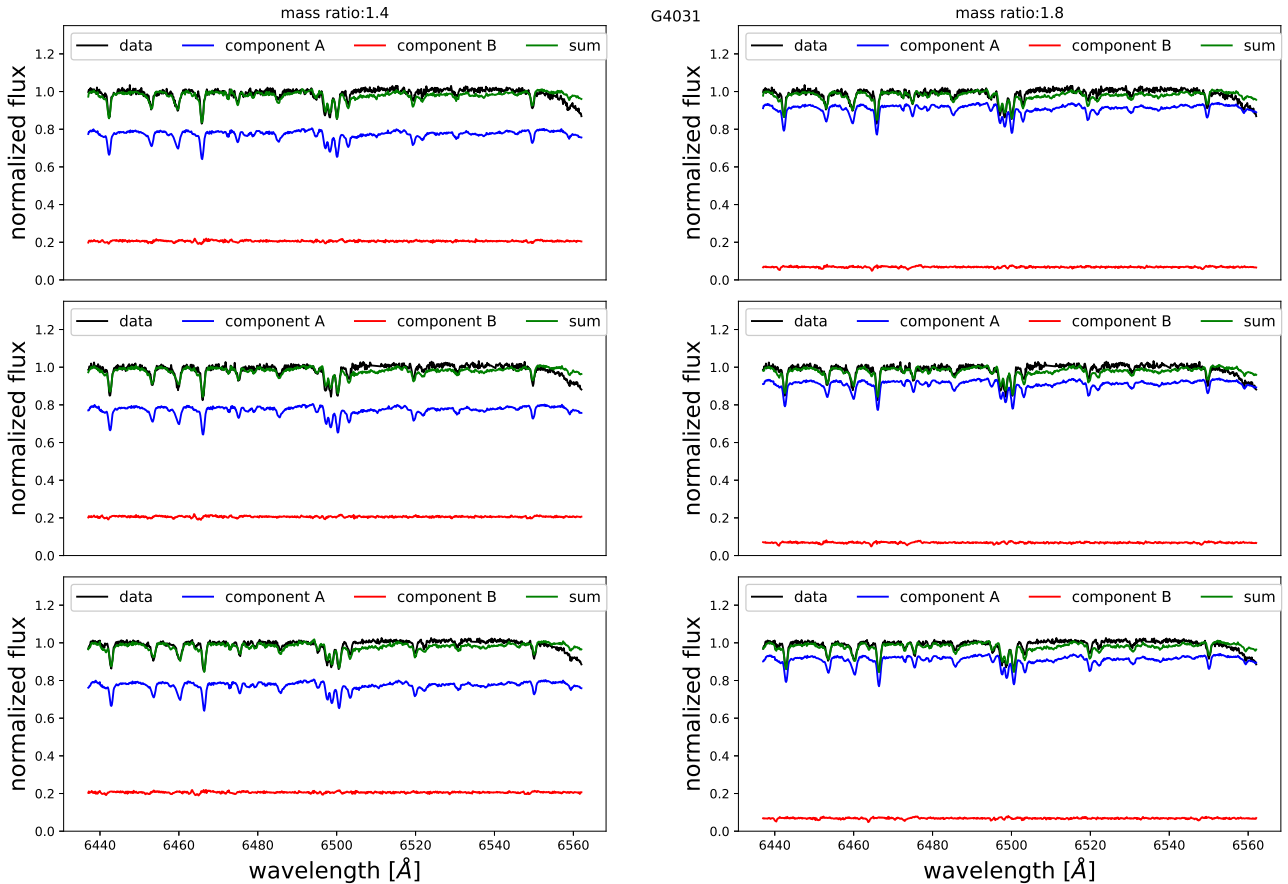 mass ratio:1.4
G4031
mass ratio:1.8
data component A component B sum
normalized flux
1.2
1.0
0.8
0.6
0.4
0.2
0.0
data component A component B sum
normalized flux
1.2
1.0
0.8
0.6
0.4
0.2
0.0
data component A component B sum
normalized flux
1.2
1.0
0.8
0.6
0.4
0.2
0.0
data component A component B sum
normalized flux
1.2
1.0
0.8
0.6
0.4
0.2
0.0
data component A component B sum
normalized flux
1.2
1.0
0.8
0.6
0.4
0.2
0.0
data component A component B sum
normalized flux
1.2
1.0
0.8
0.6
0.4
0.2
0.0
6440 6460 6480 6500 6520 6540 6560
wavelength [Å]
6440 6460 6480 6500 6520 6540 6560
wavelength [Å]